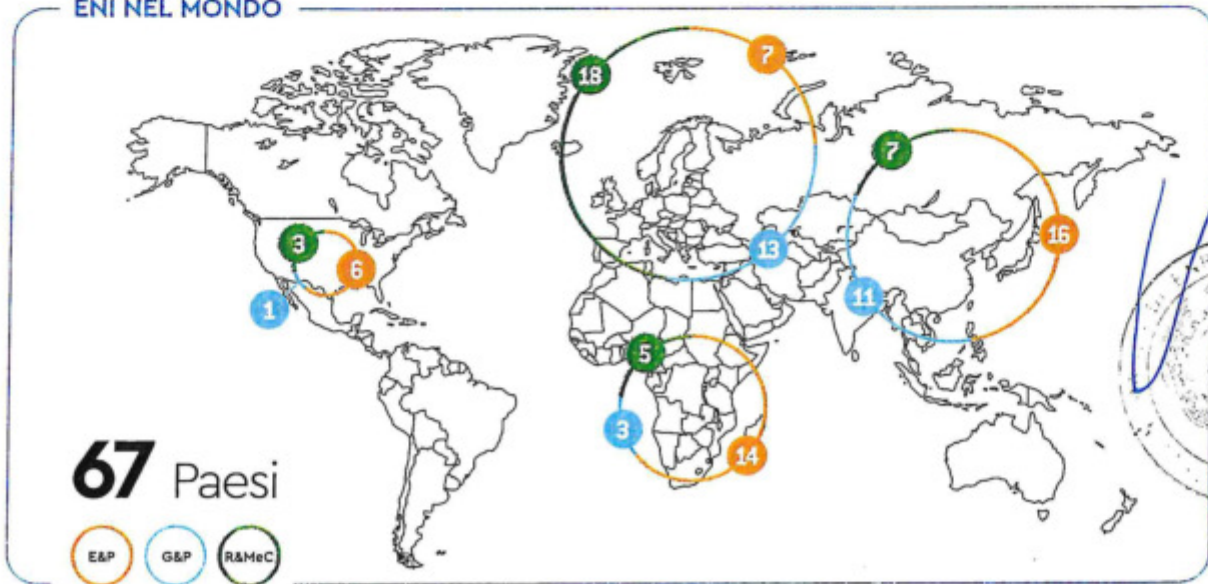 ENI NEL MONDO
18
7
7
3
6
13
16
1
11
5
3
14
67 Paesi
E&P
G&P
R&MeC